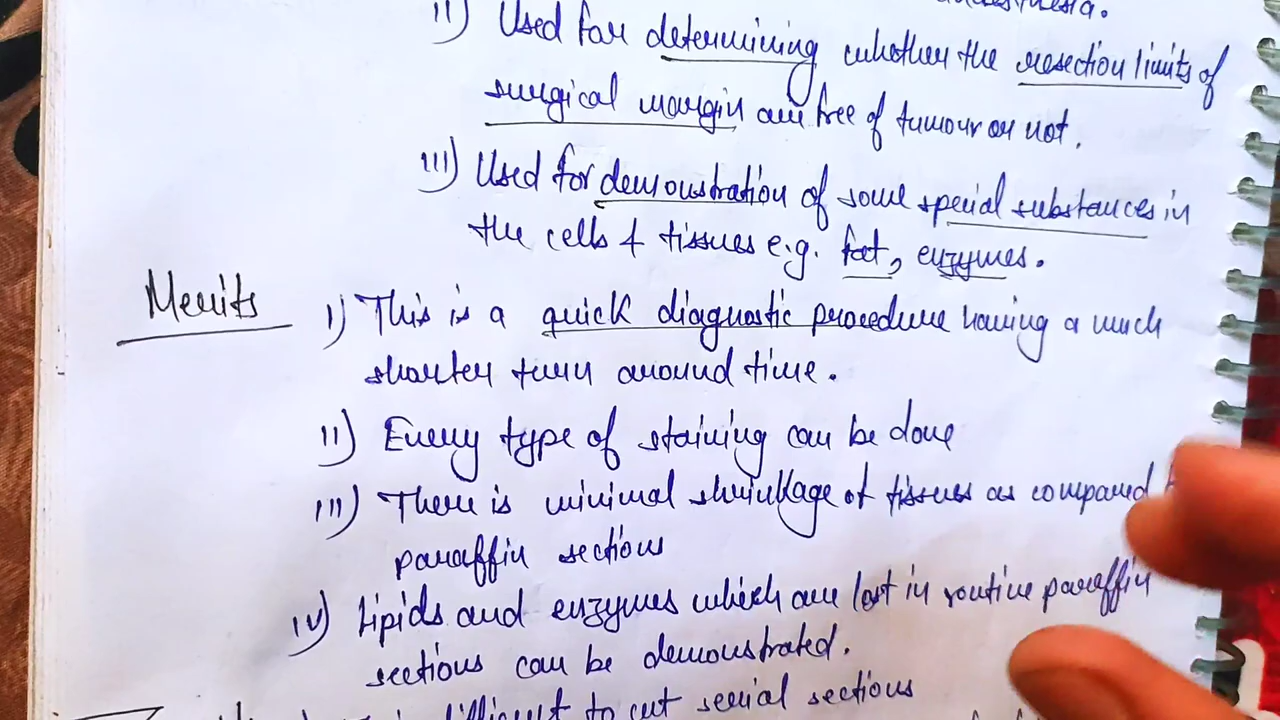 II) Used for determining whether the resection limits of
surgical margin are free of tumour or not.
III) Used for demonstration of some special substances in
the cells & tissues e.g. fat, enzymes.
Merits I) This is a quick diagnostic procedure having a much
shorter turn around time.
II) Every type of staining can be done
III) There is minimal shrinkage of tissues as compared
paraffin sections
IV) Lipids and enzymes which are lost in routine paraffin
sections can be demonstrated.
is difficult to cut serial sections